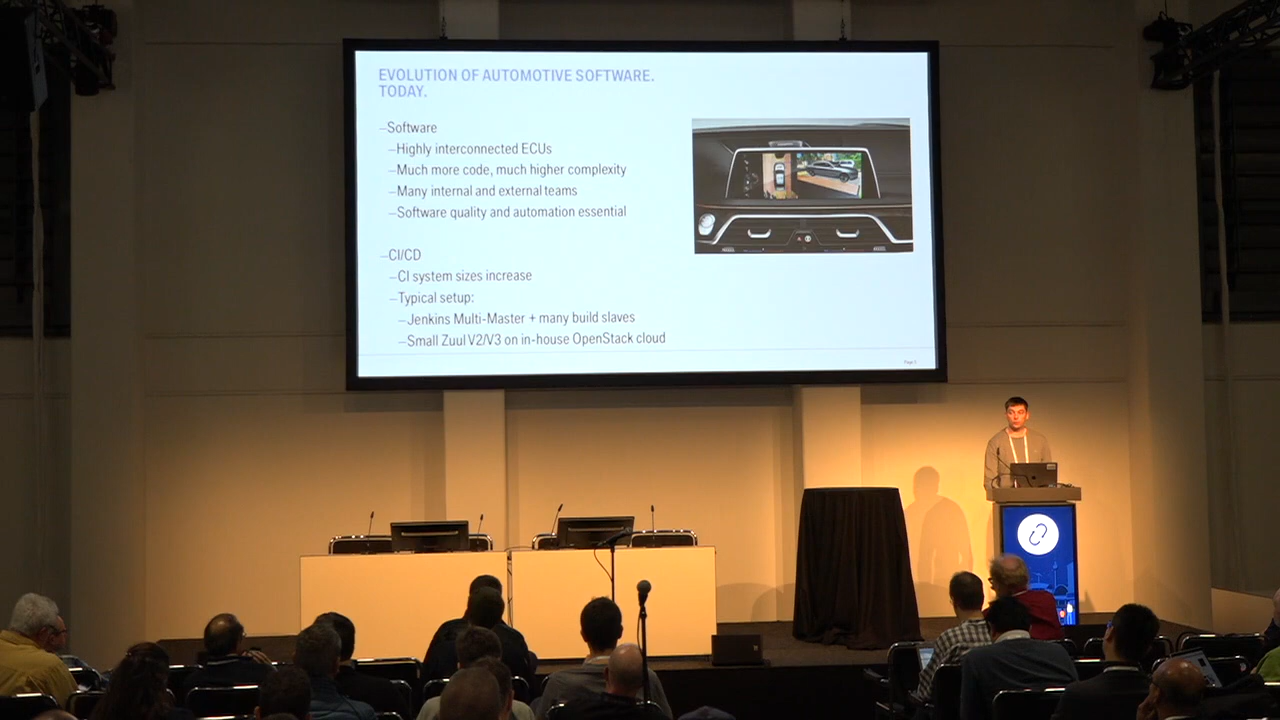 EVOLUTION OF AUTOMOTIVE SOFTWARE.
TODAY.
–Software
–Highly interconnected ECUs
–Much more code, much higher complexity
–Many internal and external teams
–Software quality and automation essential
–CI/CD
–CI system sizes increase
–Typical setup:
–Jenkins Multi-Master + many build slaves
–Small Zuul V2/V3 on in-house OpenStack cloud
Page 5